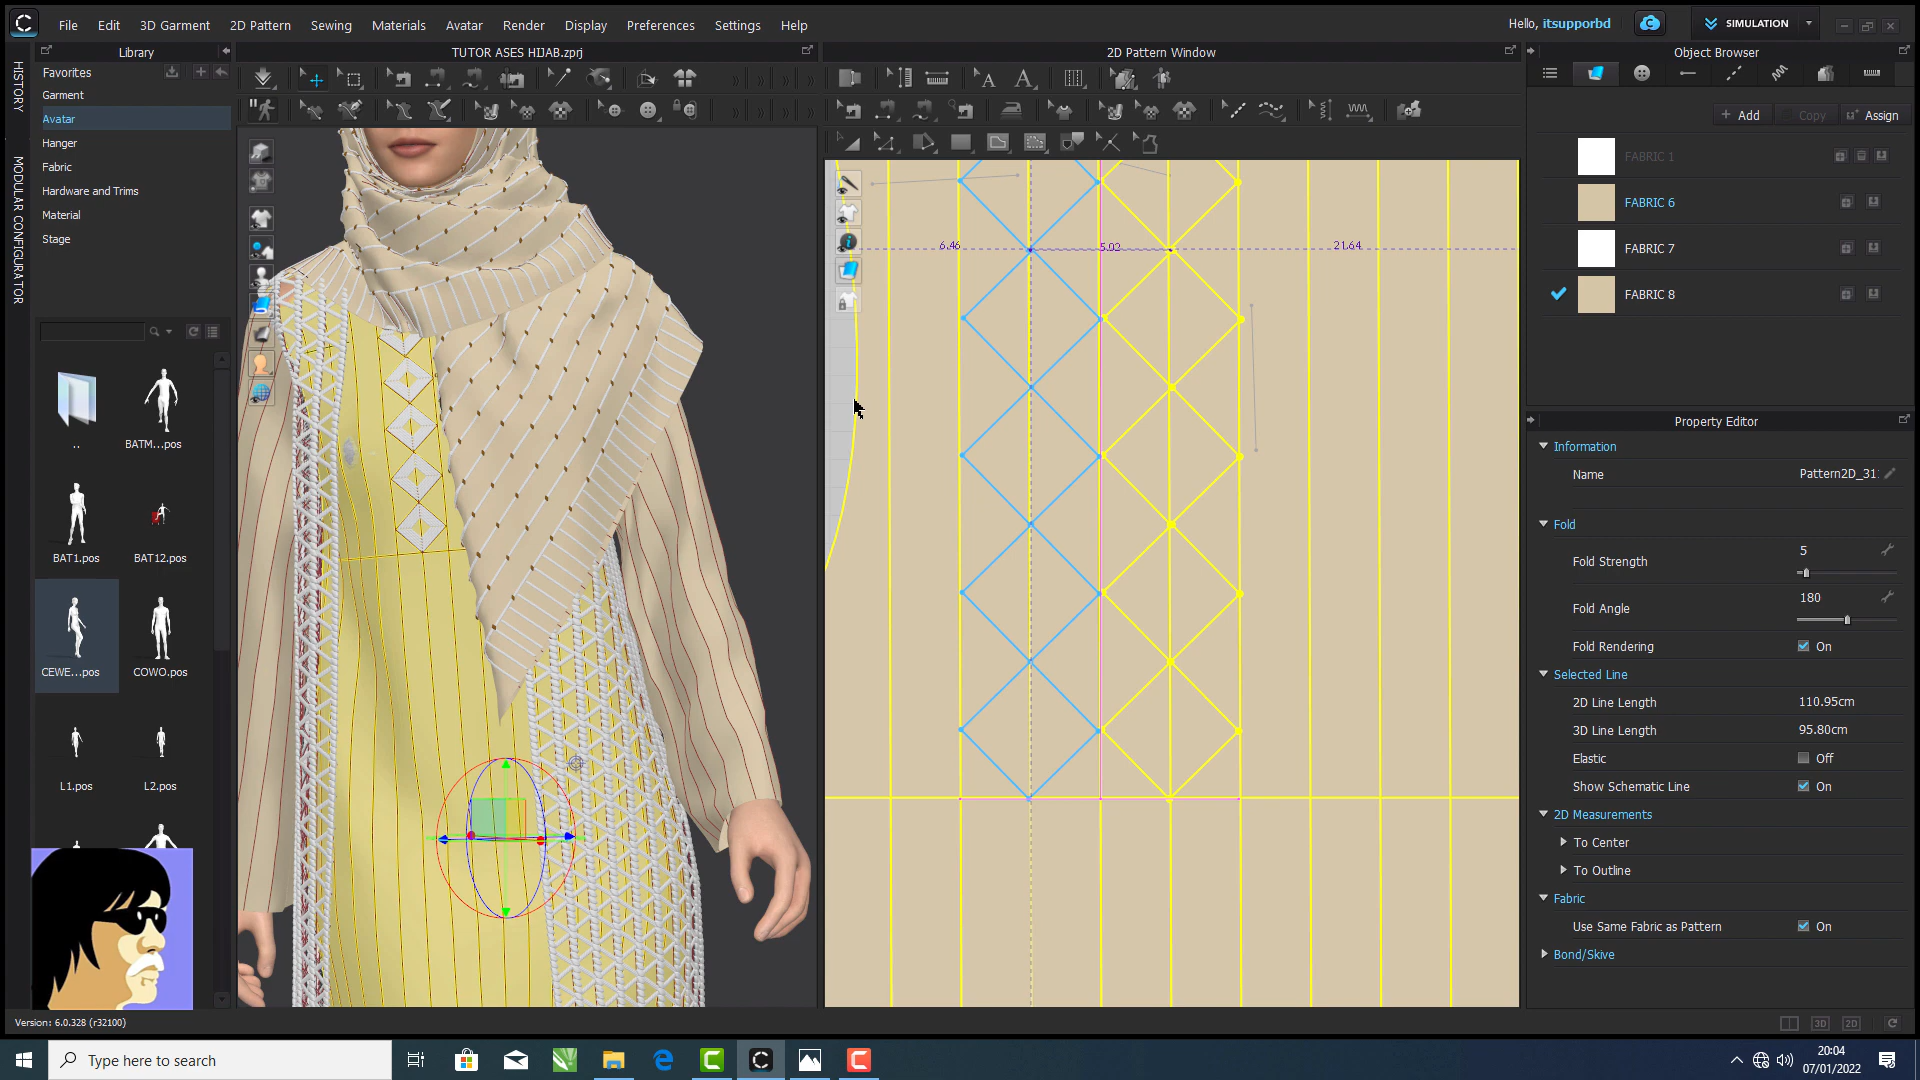 File Edit 3D Garment 2D Pattern Sewing Materials Avatar Render Display Preferences Settings Help
Hello, itsupporbd
SIMULATION
HISTORY
MODULAR CONFIGURATOR
Library
Favorites
Garment
Avatar
Hanger
Fabric
Hardware and Trims
Material
Stage
..
BATM...pos
BAT1.pos
BAT12.pos
CEWE...pos
COWO.pos
L1.pos
L2.pos
TUTOR ASES HIJAB.zprj
2D Pattern Window
6.46
5.02
21.64
Object Browser
Add
Copy
Assign
FABRIC 1
FABRIC 6
FABRIC 7
FABRIC 8
Property Editor
Information
Name Pattern2D_31
Fold
Fold Strength 5
Fold Angle 180
Fold Rendering On
Selected Line
2D Line Length 110.95cm
3D Line Length 95.80cm
Elastic Off
Show Schematic Line On
2D Measurements
To Center
To Outline
Fabric
Use Same Fabric as Pattern On
Bond/Skive
Version: 6.0.328 (r32100)
3D
2D
Type here to search
20:04
07/01/2022